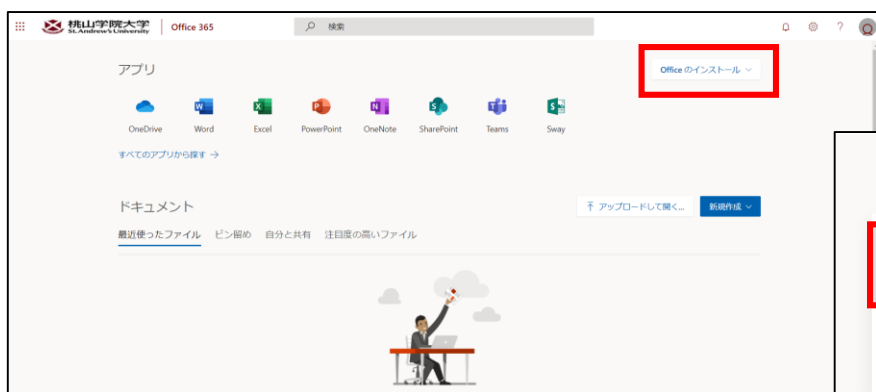 桃山学院大学
St.Andrew's University
Office 365
検索
?
アプリ
Office のインストール
OneDrive
Word
Excel
PowerPoint
OneNote
SharePoint
Teams
Sway
すべてのアプリから探す →
ドキュメント
アップロードして開く...
新規作成
最近使ったファイル ピン留め 自分と共有 注目度の高いファイル